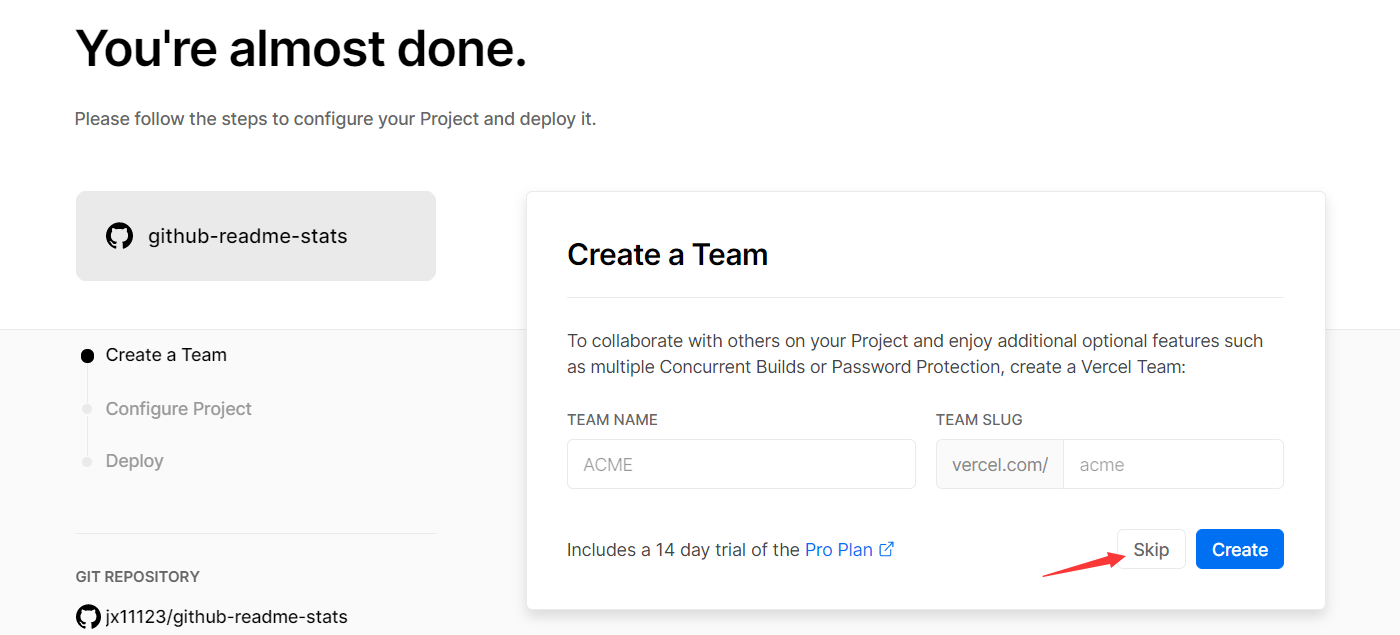 You're almost done.
Please follow the steps to configure your Project and deploy it.
github-readme-stats
Create a Team
Configure Project
Deploy
GIT REPOSITORY
jx11123/github-readme-stats
Create a Team
To collaborate with others on your Project and enjoy additional optional features such
as multiple Concurrent Builds or Password Protection, create a Vercel Team:
TEAM NAME
ACME
TEAM SLUG
vercel.com/ acme
Includes a 14 day trial of the Pro Plan
Skip
Create